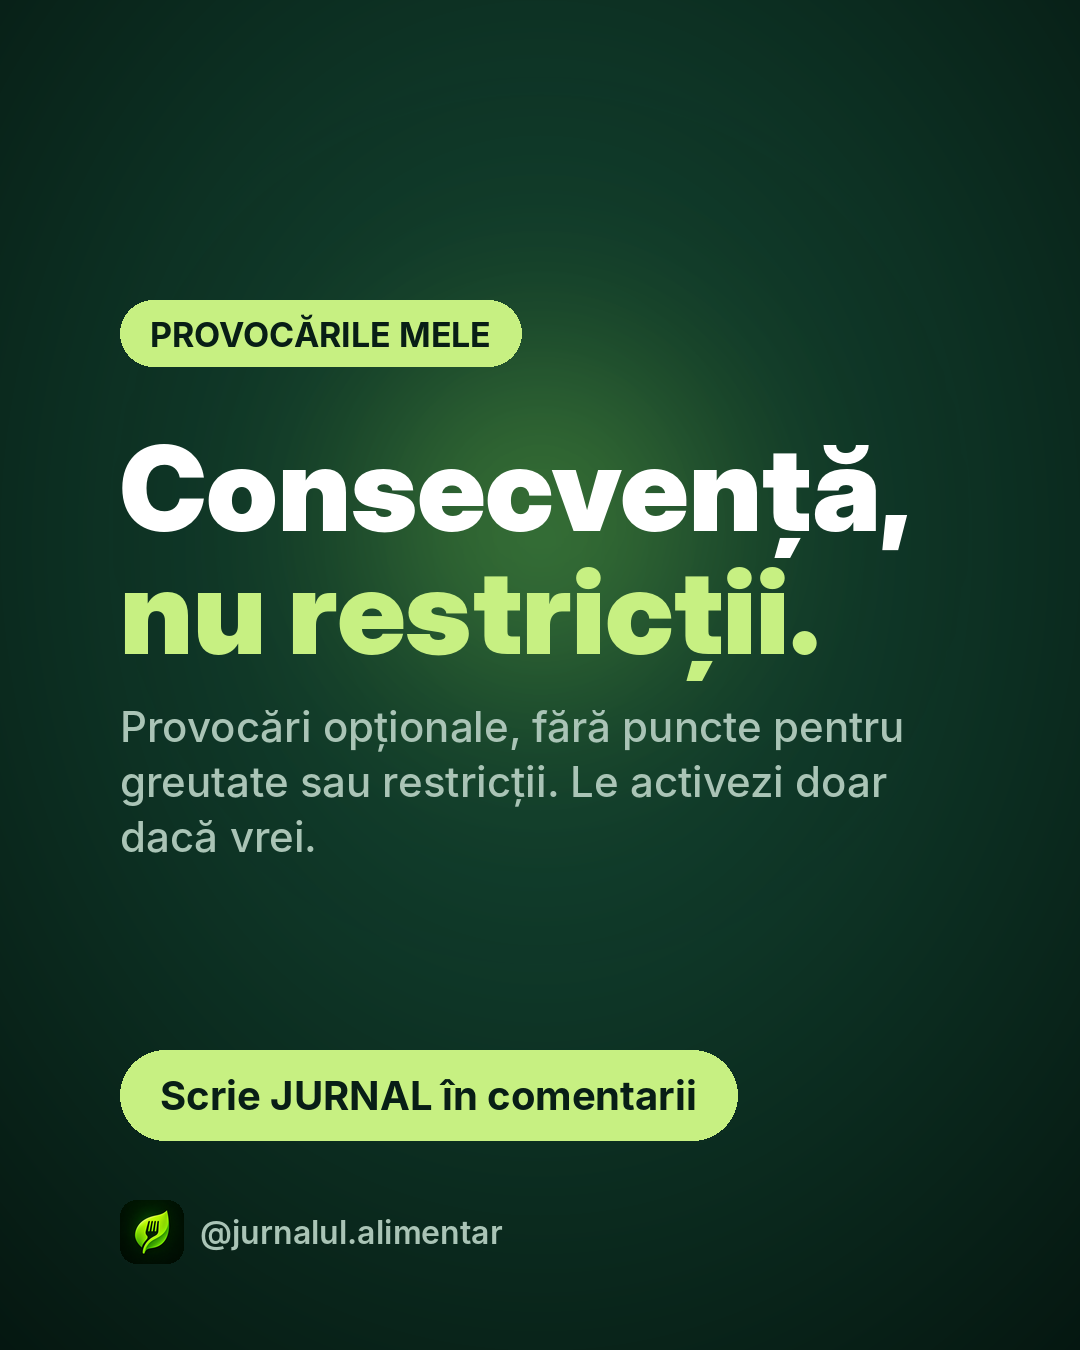 PROVOCĂRILE MELE
Consecvență,
nu restricții.
Provocări opționale, fără puncte pentru
greutate sau restricții. Le activezi doar
dacă vrei.
Scrie JURNAL în comentarii
@jurnalul.alimentar